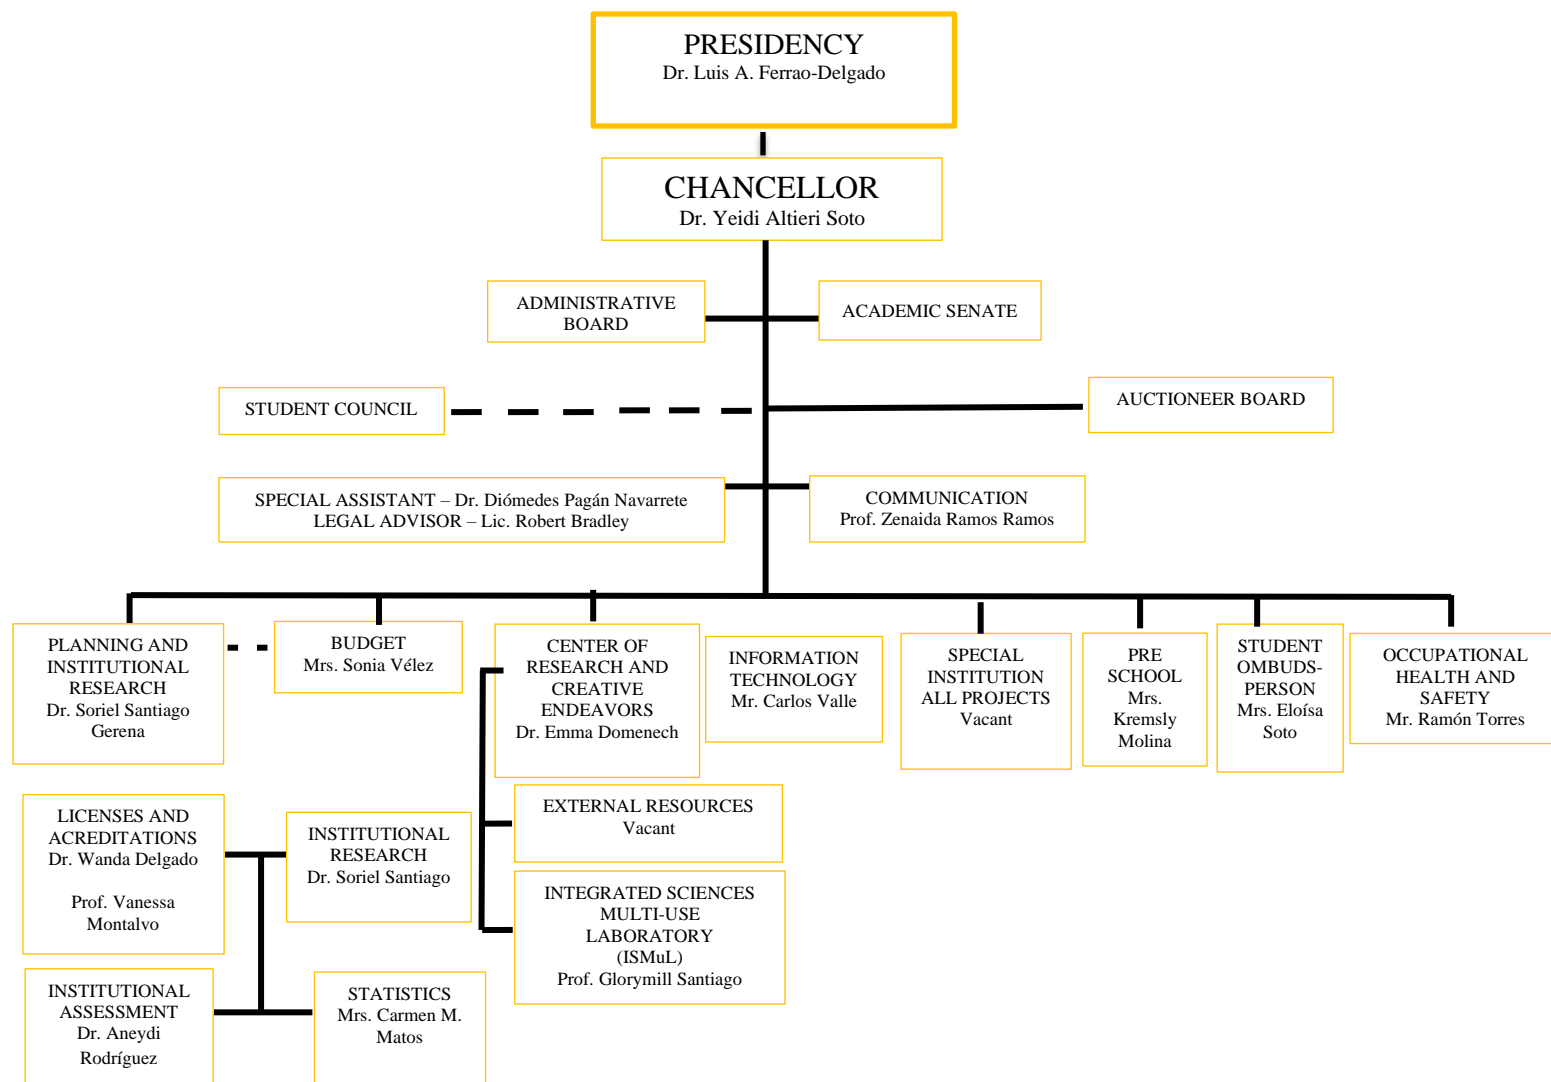 PRESIDENCY
Dr. Luis A. Ferrao-Delgado
CHANCELLOR
Dr. Yeidi Altieri Soto
ADMINISTRATIVE
BOARD
ACADEMIC SENATE
STUDENT COUNCIL
AUCTIONEER BOARD
SPECIAL ASSISTANT – Dr. Diómedes Pagán Navarrete
LEGAL ADVISOR – Lic. Robert Bradley
COMMUNICATION
Prof. Zenaida Ramos Ramos
PLANNING AND
INSTITUTIONAL
RESEARCH
Dr. Soriel Santiago
Gerena
BUDGET
Mrs. Sonia Vélez
CENTER OF
RESEARCH AND
CREATIVE
ENDEAVORS
Dr. Emma Domenech
INFORMATION
TECHNOLOGY
Mr. Carlos Valle
SPECIAL
INSTITUTION
ALL PROJECTS
Vacant
PRE
SCHOOL
Mrs.
Kremsly
Molina
STUDENT
OMBUDS-
PERSON
Mrs. Eloísa
Soto
OCCUPATIONAL
HEALTH AND
SAFETY
Mr. Ramón Torres
LICENSES AND
ACREDITATIONS
Dr. Wanda Delgado
Prof. Vanessa
Montalvo
INSTITUTIONAL
RESEARCH
Dr. Soriel Santiago
EXTERNAL RESOURCES
Vacant
INTEGRATED SCIENCES
MULTI-USE
LABORATORY
(ISMuL)
Prof. Glorymill Santiago
INSTITUTIONAL
ASSESSMENT
Dr. Aneydi
Rodríguez
STATISTICS
Mrs. Carmen M.
Matos